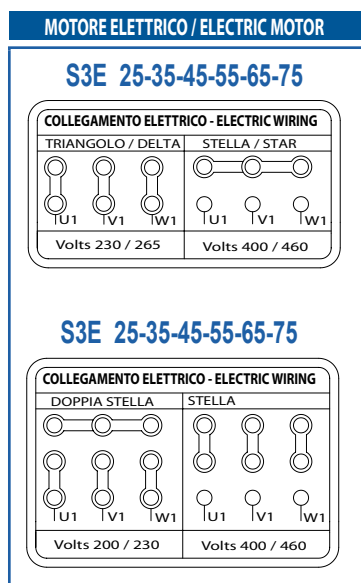 MOTORE ELETTRICO / ELECTRIC MOTOR
S3E 25-35-45-55-65-75
COLLEGAMENTO ELETTRICO - ELECTRIC WIRING
TRIANGOLO / DELTA STELLA / STAR
U1 V1 W1 U1 V1 W1
Volts 230 / 265 Volts 400 / 460
S3E 25-35-45-55-65-75
COLLEGAMENTO ELETTRICO - ELECTRIC WIRING
DOPPIA STELLA STELLA
U1 V1 W1 U1 V1 W1
Volts 200 / 230 Volts 400 / 460